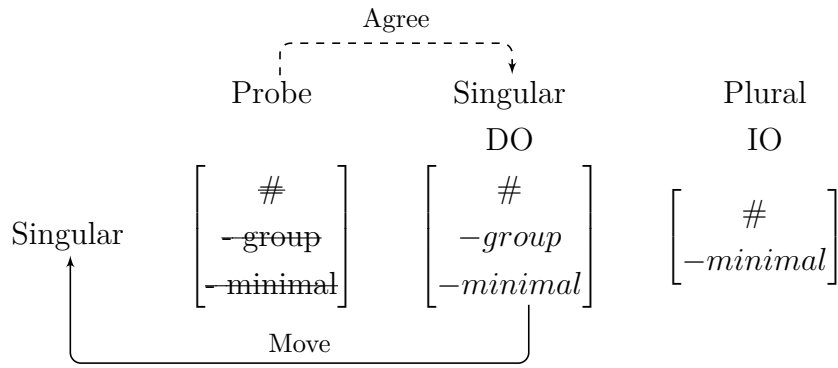 Agree
Probe Singular Plural
DO IO
#
- group
- minimal
#
−group
−minimal
#
−minimal
Singular
Move